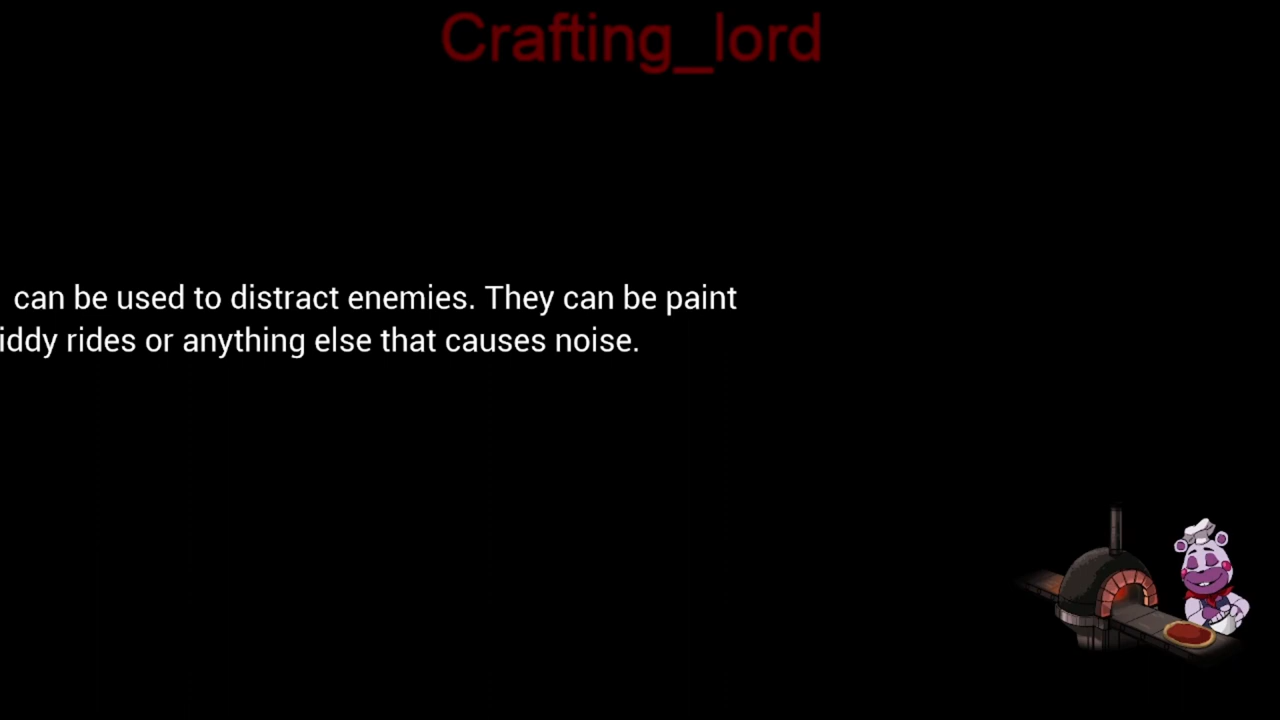 Crafting_lord
can be used to distract enemies. They can be paint
iddy rides or anything else that causes noise.